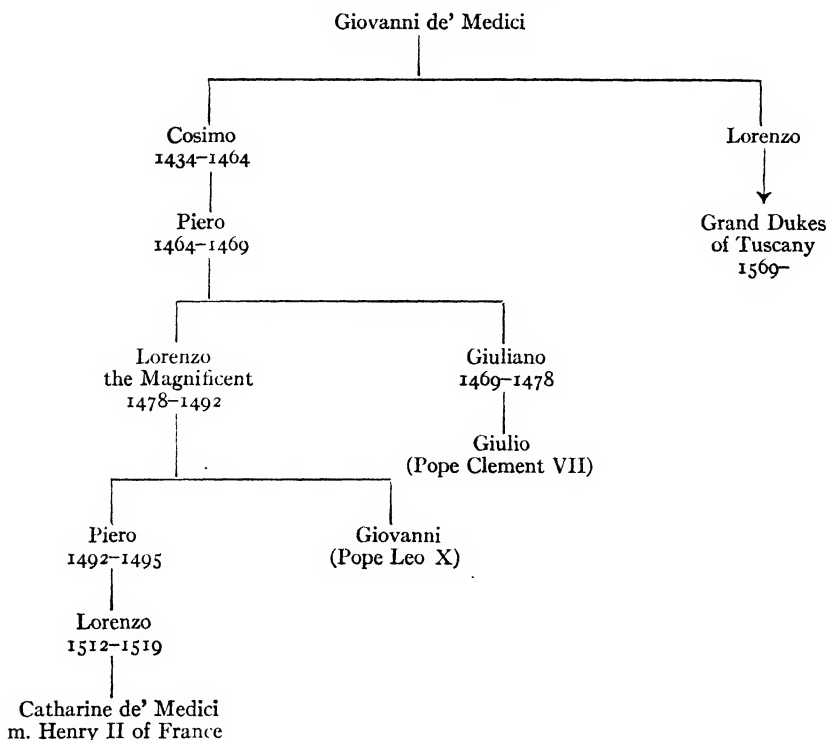 Giovanni de' Medici
Cosimo
1434-1464
Lorenzo
Piero
1464-1469
Grand Dukes
of Tuscany
1569-
Lorenzo
the Magnificent
1478-1492
Giuliano
1469-1478
Giulio
(Pope Clement VII)
Piero
1492-1495
Giovanni
(Pope Leo X)
Lorenzo
1512-1519
Catharine de' Medici
m. Henry II of France